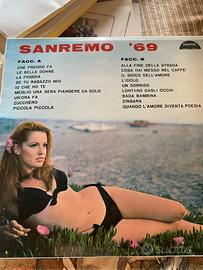 SANREMO '69
FACC. A
CHE FREDDO FA
LE BELLE DONNE
LA PIOGGIA
SE TU RAGAZZO MIO
IO CHE HO TE
MEGLIO UNA SERA PIANGERE DA SOLO
UN'ORA FA
ZUCCHERO
PICCOLA PICCOLA
FACC. B
ALLA FINE DELLA STRADA
COSA HAI MESSO NEL CAFFE'
IL GIOCO DELL'AMORE
L'IDOLO
UN SORRISO
LONTANO DAGLI OCCHI
BADA BAMBINA
ZINGARA
QUANDO L'AMORE DIVENTA POESIA
subito